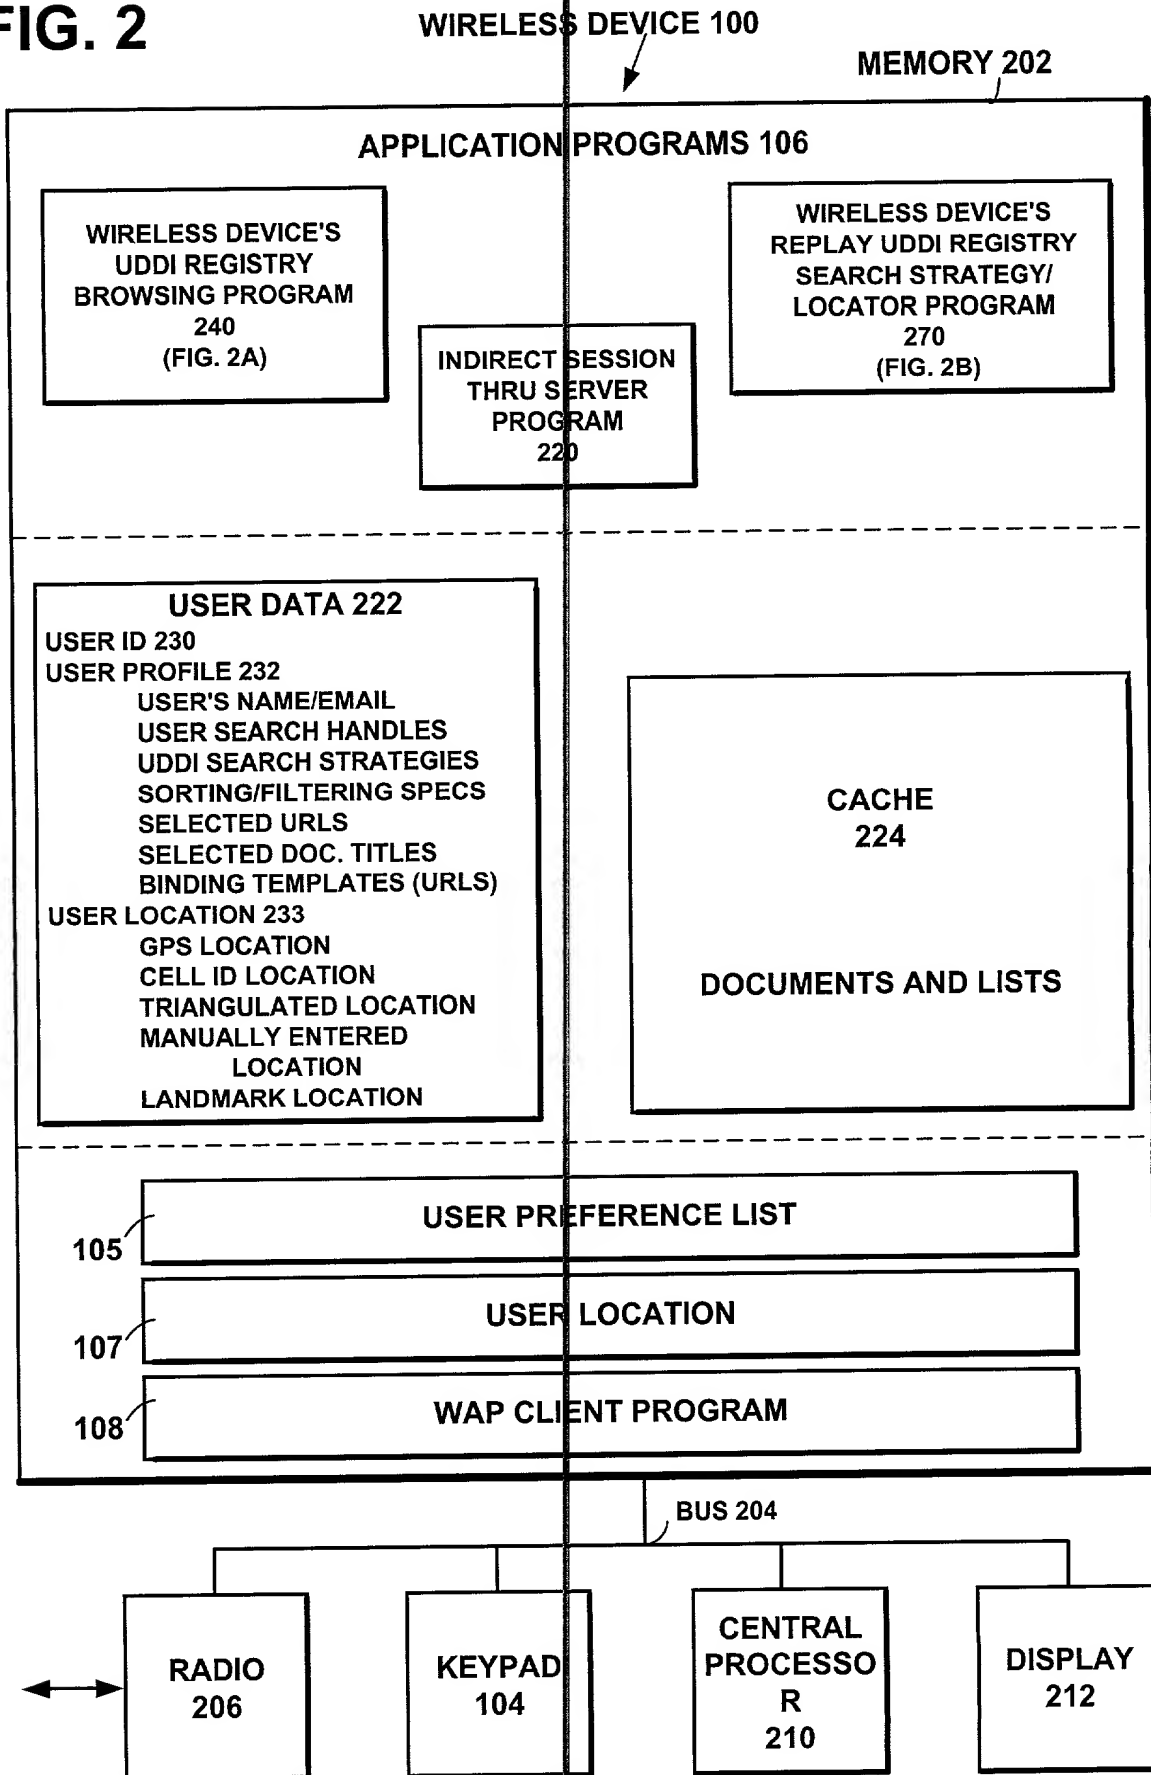 FIG. 2
WIRELESS DEVICE 100
MEMORY 202
APPLICATION PROGRAMS 106
WIRELESS DEVICE'S
UDDI REGISTRY
BROWSING PROGRAM
240
(FIG. 2A)
INDIRECT SESSION
THRU SERVER
PROGRAM
220
WIRELESS DEVICE'S
REPLAY UDDI REGISTRY
SEARCH STRATEGY/
LOCATOR PROGRAM
270
(FIG. 2B)
USER DATA 222
USER ID 230
USER PROFILE 232
USER'S NAME/EMAIL
USER SEARCH HANDLES
UDDI SEARCH STRATEGIES
SORTING/FILTERING SPECS
SELECTED URLS
SELECTED DOC. TITLES
BINDING TEMPLATES (URLS)
USER LOCATION 233
GPS LOCATION
CELL ID LOCATION
TRIANGULATED LOCATION
MANUALLY ENTERED
LOCATION
LANDMARK LOCATION
CACHE
224
DOCUMENTS AND LISTS
USER PREFERENCE LIST
105
USER LOCATION
107
WAP CLIENT PROGRAM
108
BUS 204
RADIO
206
KEYPAD
104
CENTRAL
PROCESSO
R
210
DISPLAY
212